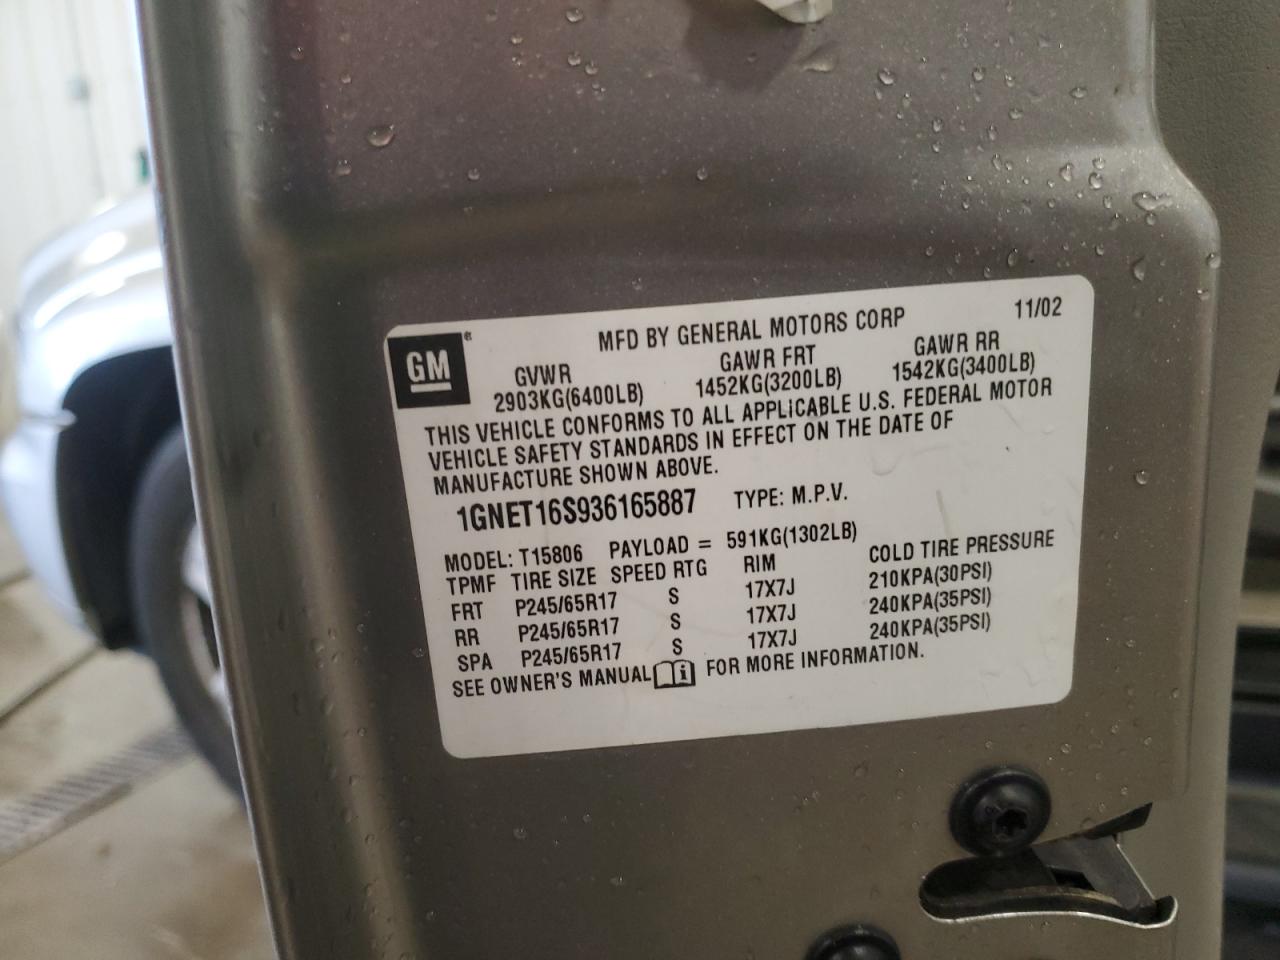 GM ®
MFD BY GENERAL MOTORS CORP 11/02
GVWR GAWR FRT GAWR RR
2903KG(6400LB) 1452KG(3200LB) 1542KG(3400LB)
THIS VEHICLE CONFORMS TO ALL APPLICABLE U.S. FEDERAL MOTOR
VEHICLE SAFETY STANDARDS IN EFFECT ON THE DATE OF
MANUFACTURE SHOWN ABOVE.
1GNET16S936165887 TYPE: M.P.V.
MODEL: T15806 PAYLOAD = 591KG(1302LB)
TPMF TIRE SIZE SPEED RTG RIM COLD TIRE PRESSURE
FRT P245/65R17 S 17X7J 210KPA(30PSI)
RR P245/65R17 S 17X7J 240KPA(35PSI)
SPA P245/65R17 S 17X7J 240KPA(35PSI)
SEE OWNER'S MANUAL i FOR MORE INFORMATION.